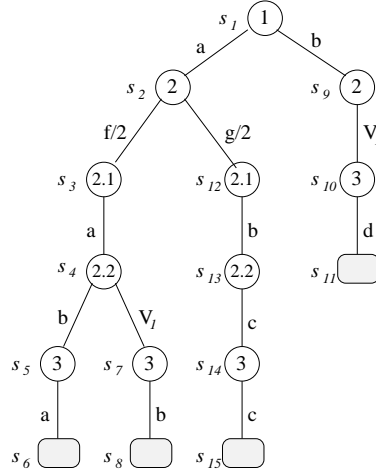 s1 1
a b
s2 2 s9 2
f/2 g/2 V
s3 2.1 s12 2.1 s10 3
a b d
s4 2.2 s13 2.2 s11
b V1 c
s5 3 s7 3 s14 3
a b c
s6 s8 s15